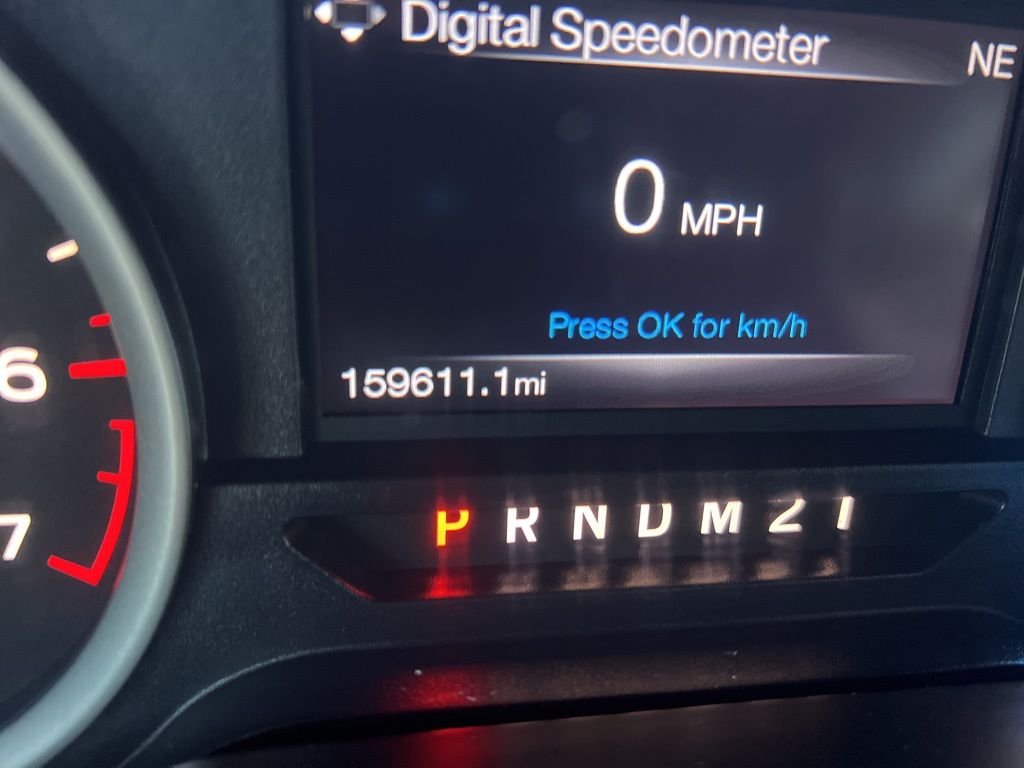 Digital Speedometer
NE
0 MPH
Press OK for km/h
159611.1mi
6
7
P R N D M 2 1